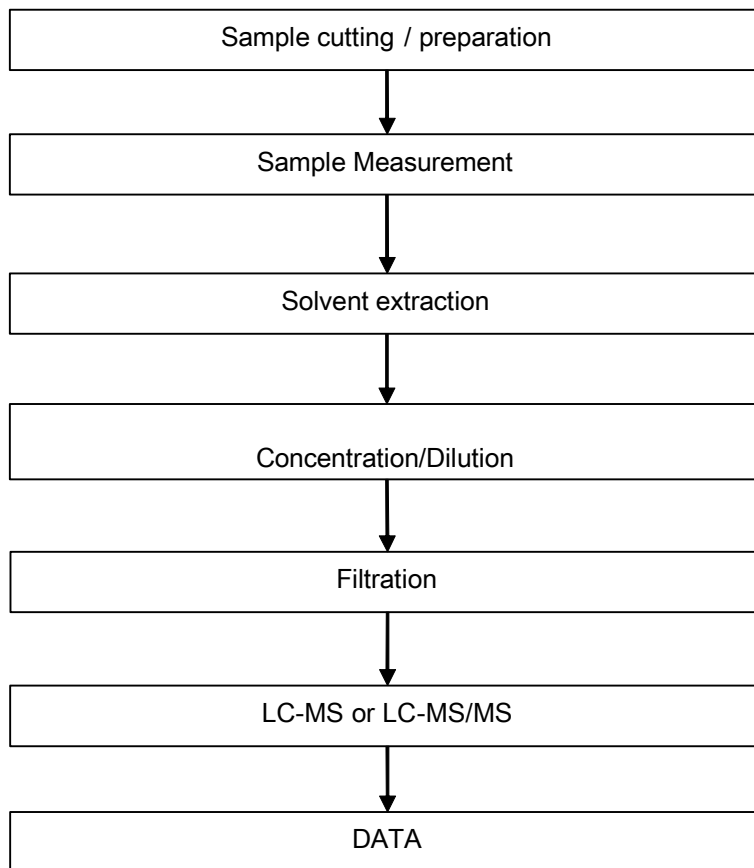 Sample cutting / preparation
Sample Measurement
Solvent extraction
Concentration/Dilution
Filtration
LC-MS or LC-MS/MS
DATA